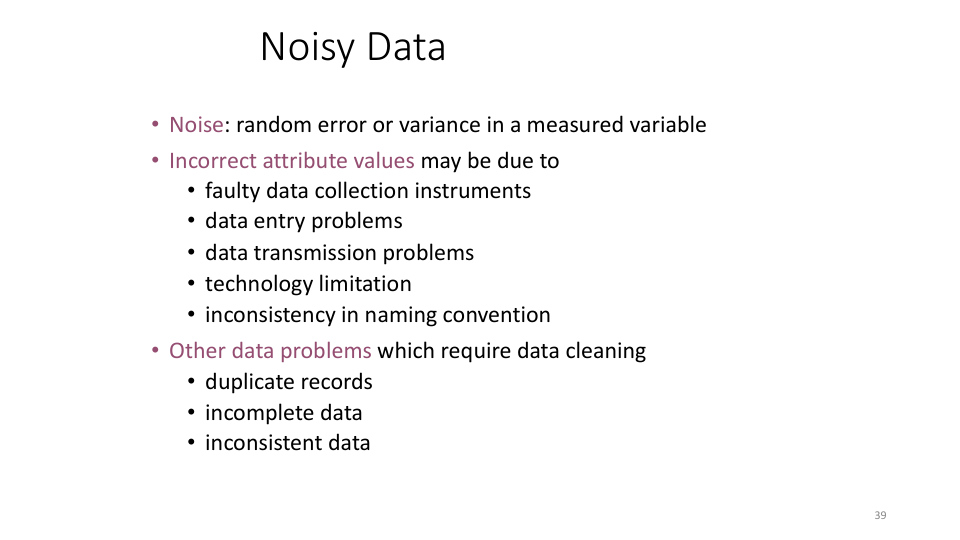 Noisy Data
• Noise: random error or variance in a measured variable
• Incorrect attribute values may be due to
• faulty data collection instruments
• data entry problems
• data transmission problems
• technology limitation
• inconsistency in naming convention
• Other data problems which require data cleaning
• duplicate records
• incomplete data
• inconsistent data
39